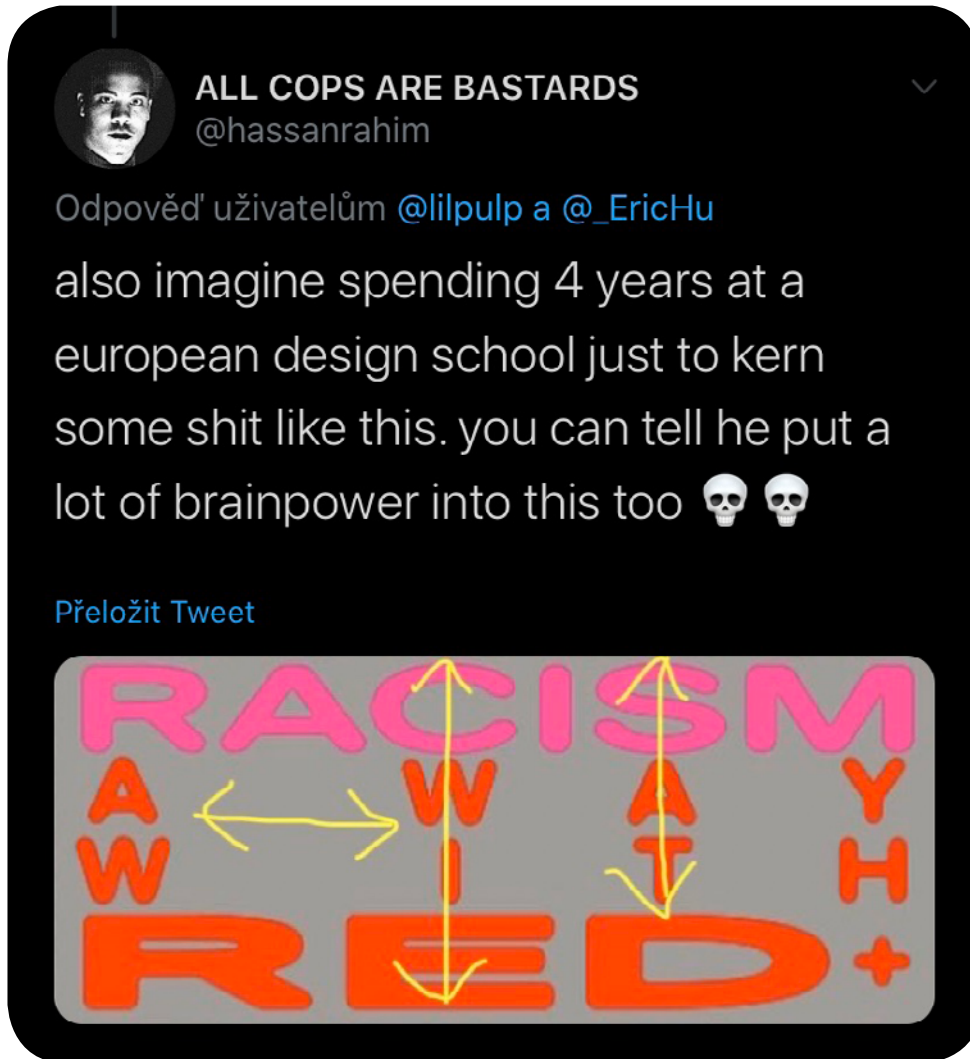 ALL COPS ARE BASTARDS
@hassanrahim
Odpověď uživatelům @lilpulp a @_EricHu
also imagine spending 4 years at a
european design school just to kern
some shit like this. you can tell he put a
lot of brainpower into this too 💀💀
Přeložit Tweet
RACISM
A W A Y
W I T H
RED+